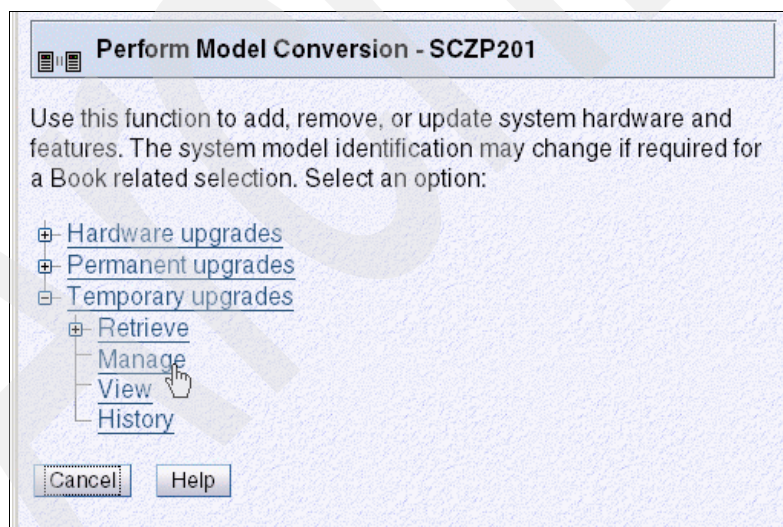 Perform Model Conversion - SCZP201
Use this function to add, remove, or update system hardware and
features. The system model identification may change if required for
a Book related selection. Select an option:
Hardware upgrades
Permanent upgrades
Temporary upgrades
Retrieve
Manage
View
History
Cancel Help